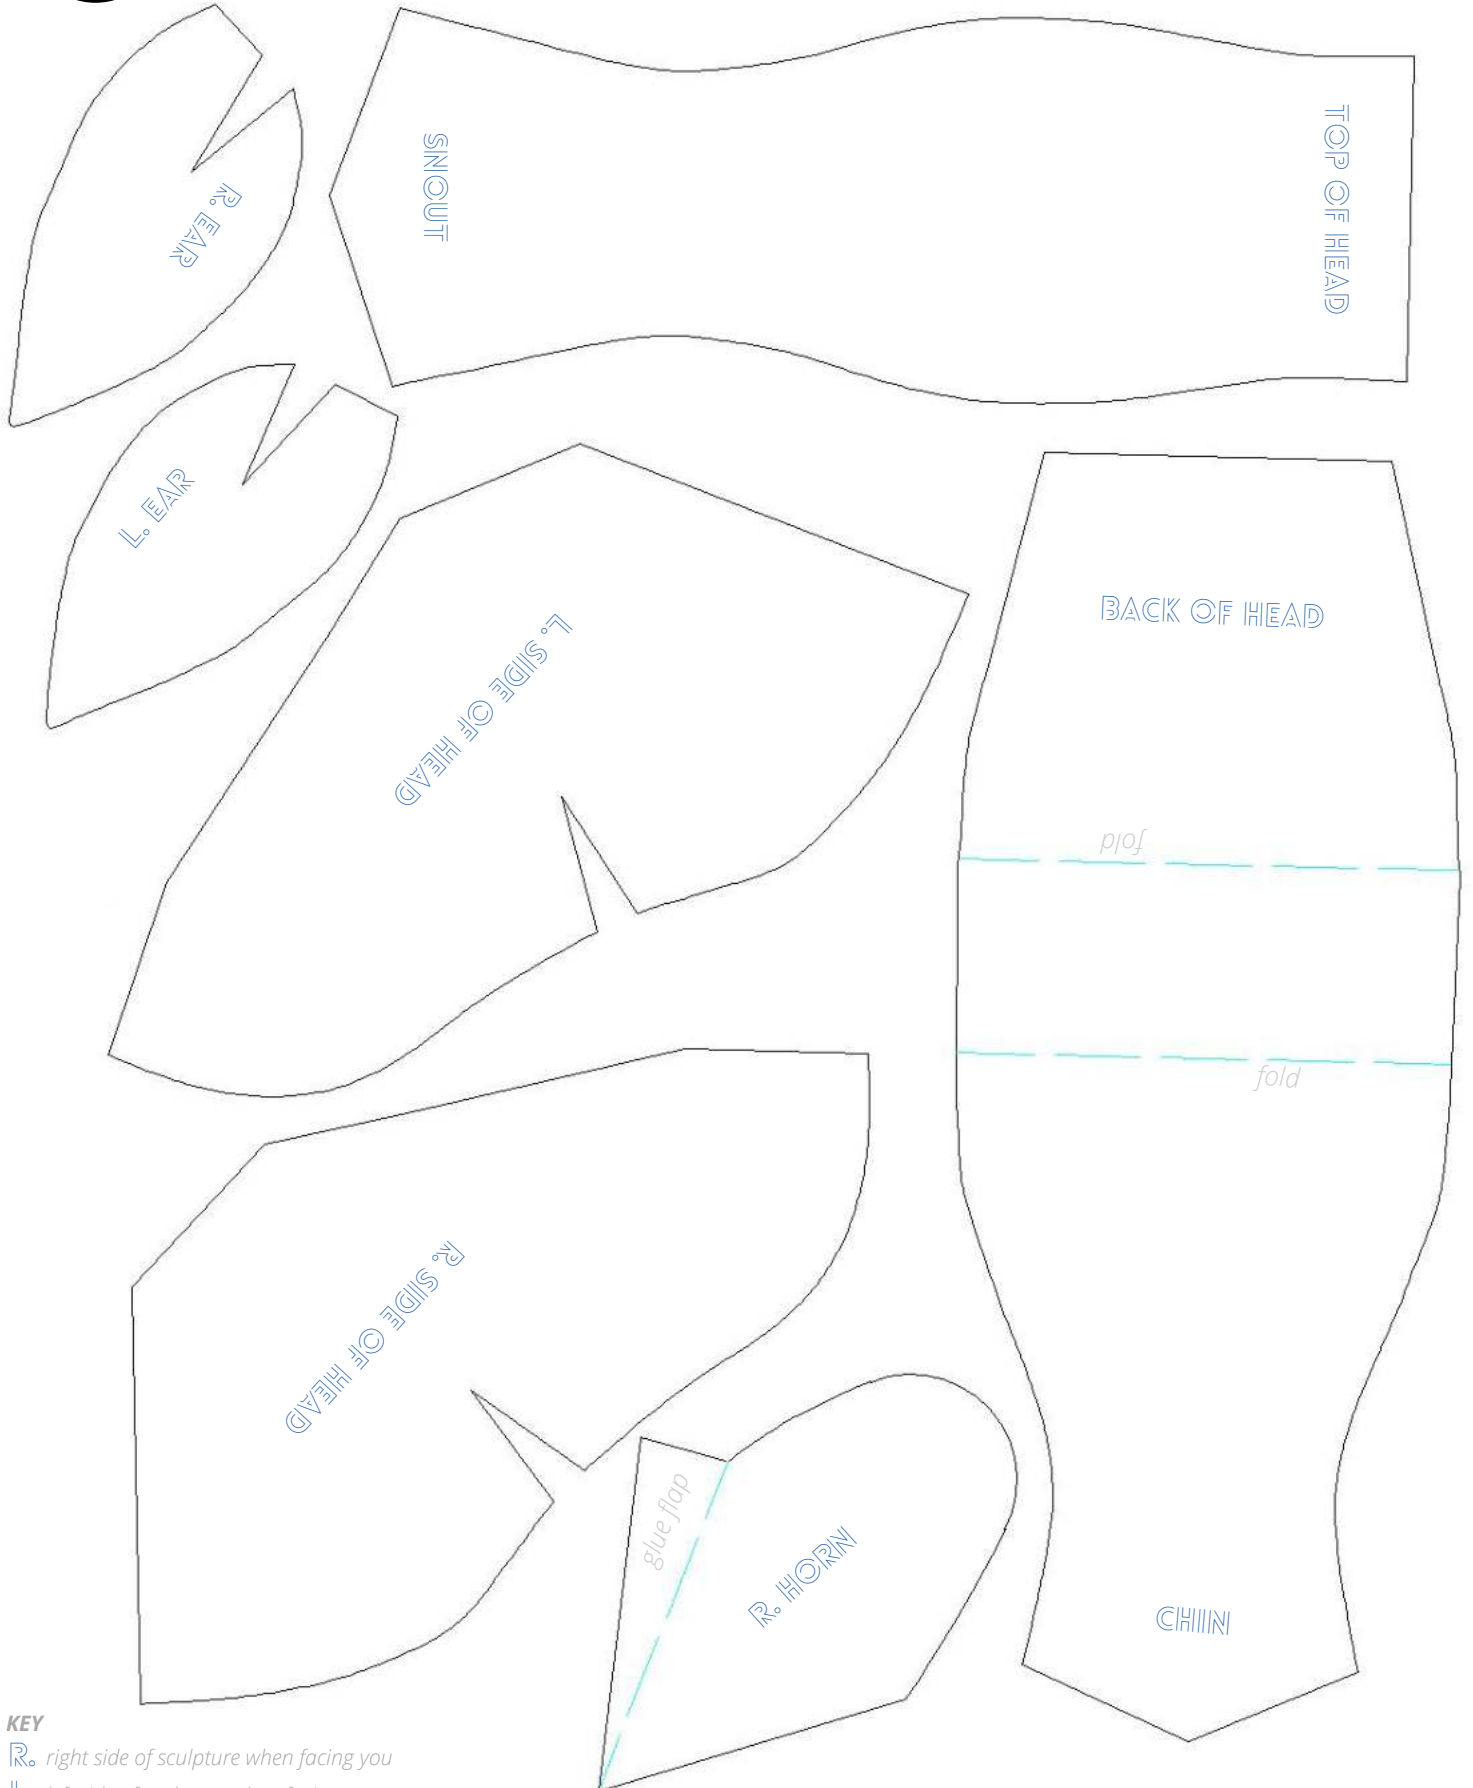 R. EAR
SNOUT
TOP OF HEAD
L. EAR
L. SIDE OF HEAD
BACK OF HEAD
fold
fold
R. SIDE OF HEAD
glue flap
R. HORN
CHIN
KEY
R. right side of sculpture when facing you